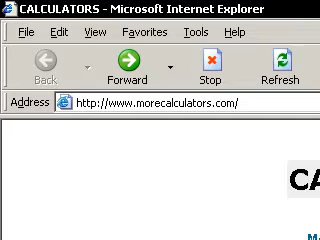 CALCULATORS - Microsoft Internet Explorer
File Edit View Favorites Tools Help
Back Forward Stop Refresh
Address http://www.morecalculators.com/